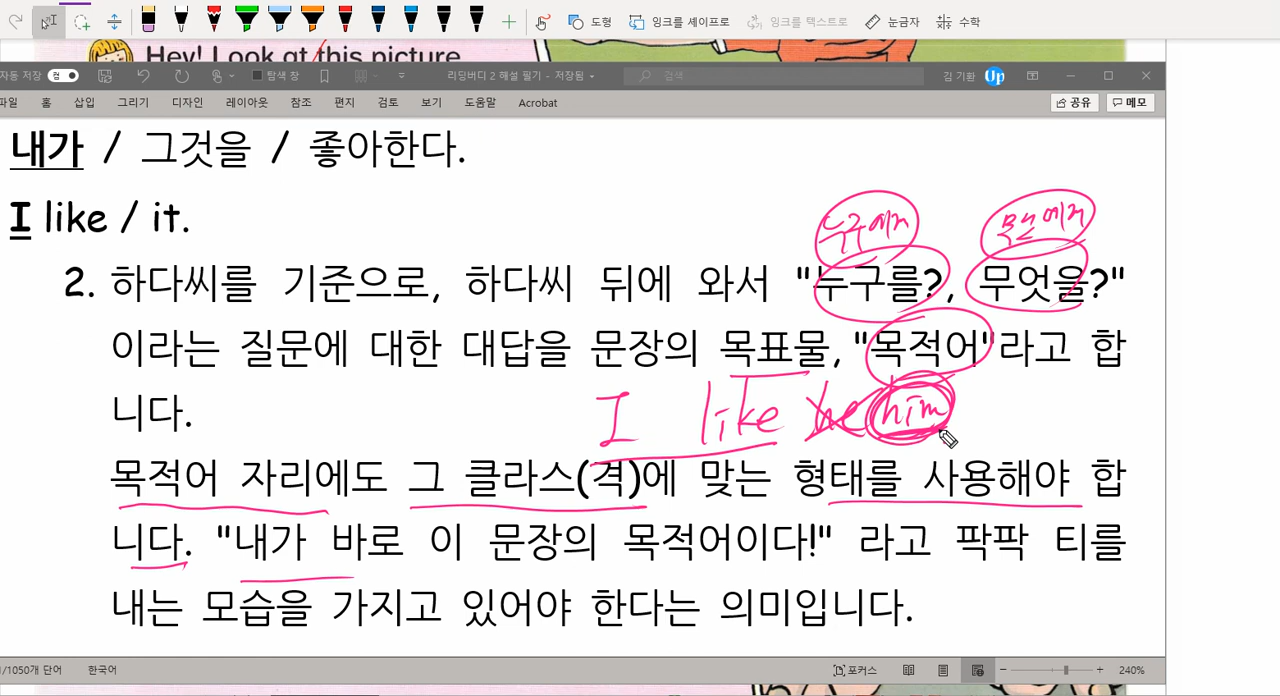 도형 잉크를 셰이프로 잉크를 텍스트로 눈금자 수학
Hey! Look at this picture
자동 저장 컴 탐색 창 리딩버디 2 해설 필기 - 저장됨 검색 김 기환 Up
파일 홈 삽입 그리기 디자인 레이아웃 참조 편지 검토 보기 도움말 Acrobat 공유 메모
내가 / 그것을 / 좋아한다.
I like / it.
누구에게 무엇에게
2. 하다씨를 기준으로, 하다씨 뒤에 와서 "누구를?, 무엇을?"
이라는 질문에 대한 대답을 문장의 목표물, "목적어"라고 합
니다.
I like he him
목적어 자리에도 그 클라스(격)에 맞는 형태를 사용해야 합
니다. "내가 바로 이 문장의 목적어이다!" 라고 팍팍 티를
내는 모습을 가지고 있어야 한다는 의미입니다.
/1050개 단어 한국어 포커스 240%